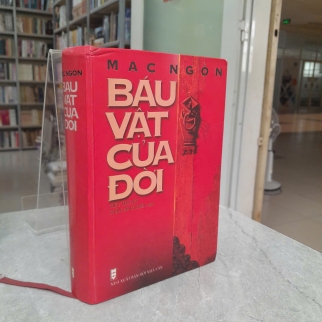 MẠC NGÔN
BÁU
VẬT
CỦA
ĐỜI
MẠC NGÔN
BÁU
VẬT
CỦA
ĐỜI